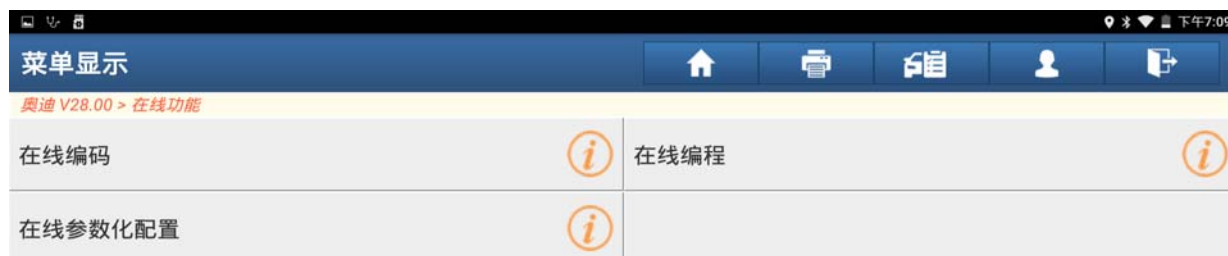 下午7:09
菜单显示
奥迪 V28.00 > 在线功能
在线编码
在线编程
在线参数化配置